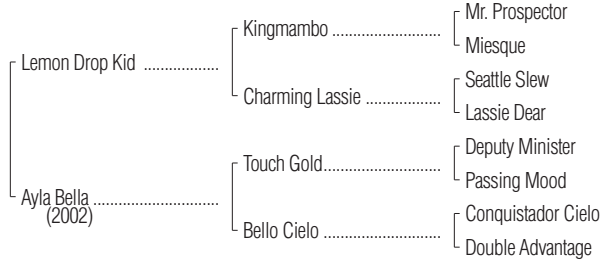 Mr. Prospector
Kingmambo ....................
Miesque
Lemon Drop Kid ..............
Seattle Slew
Charming Lassie ..............
Lassie Dear
Deputy Minister
Touch Gold......................
Passing Mood
Ayla Bella .......................
(2002)
Conquistador Cielo
Bello Cielo ......................
Double Advantage